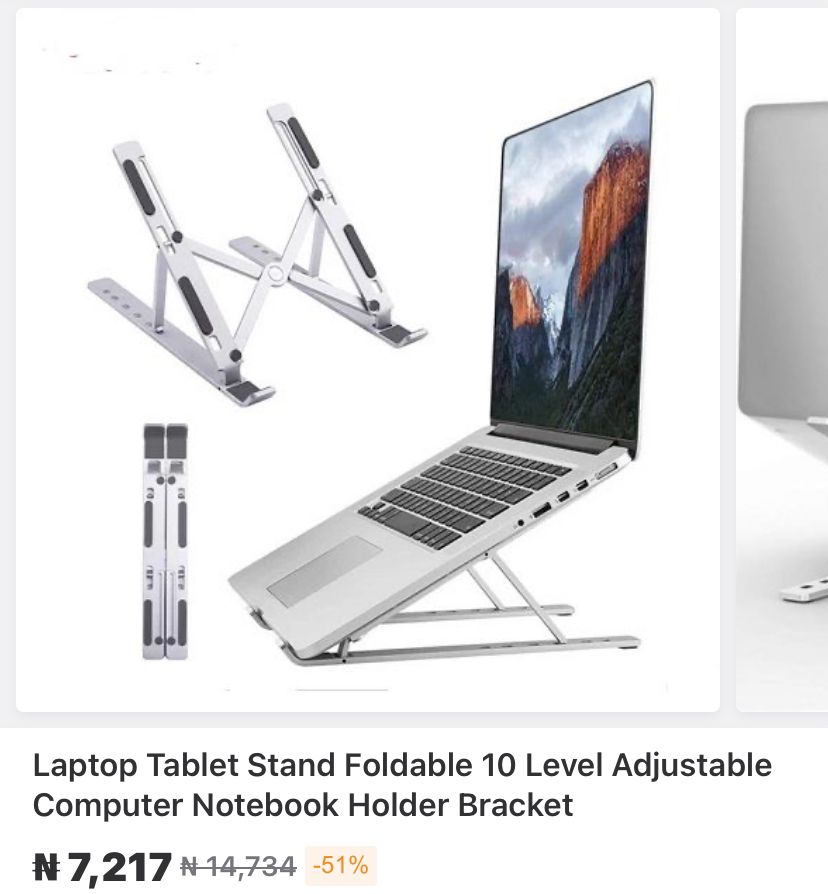 Laptop Tablet Stand Foldable 10 Level Adjustable
Computer Notebook Holder Bracket
₦ 7,217 ₦ 14,734 -51%